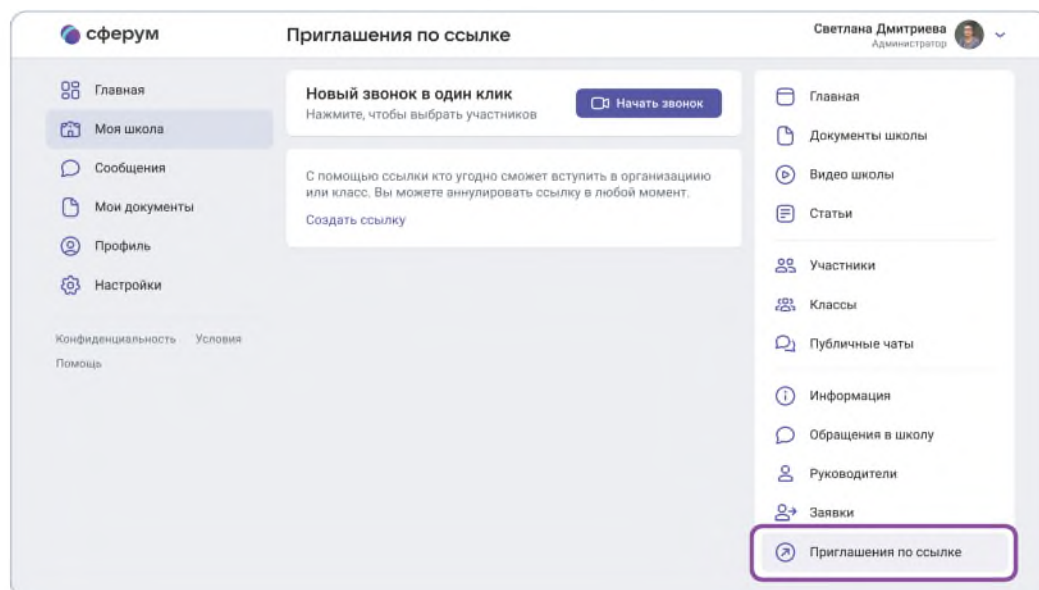 сферум
Приглашения по ссылке
Светлана Дмитриева
Администратор
Главная
Моя школа
Сообщения
Мои документы
Профиль
Настройки
Конфиденциальность Условия
Помощь
Новый звонок в один клик
Нажмите, чтобы выбрать участников
Начать звонок
С помощью ссылки кто угодно сможет вступить в организациию
или класс. Вы можете аннулировать ссылку в любой момент.
Создать ссылку
Главная
Документы школы
Видео школы
Статьи
Участники
Классы
Публичные чаты
Информация
Обращения в школу
Руководители
Заявки
Приглашения по ссылке